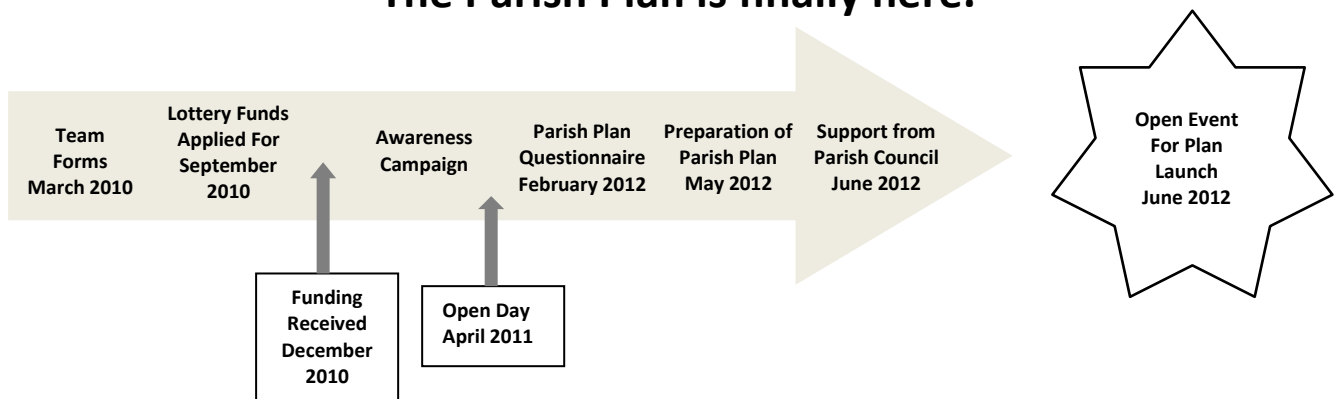 The Parish Plan is finally here.
Team
Forms
March 2010
Lottery Funds
Applied For
September
2010
Awareness
Campaign
Parish Plan
Questionnaire
February 2012
Preparation of
Parish Plan
May 2012
Support from
Parish Council
June 2012
Open Event
For Plan
Launch
June 2012
Funding
Received
December
2010
Open Day
April 2011